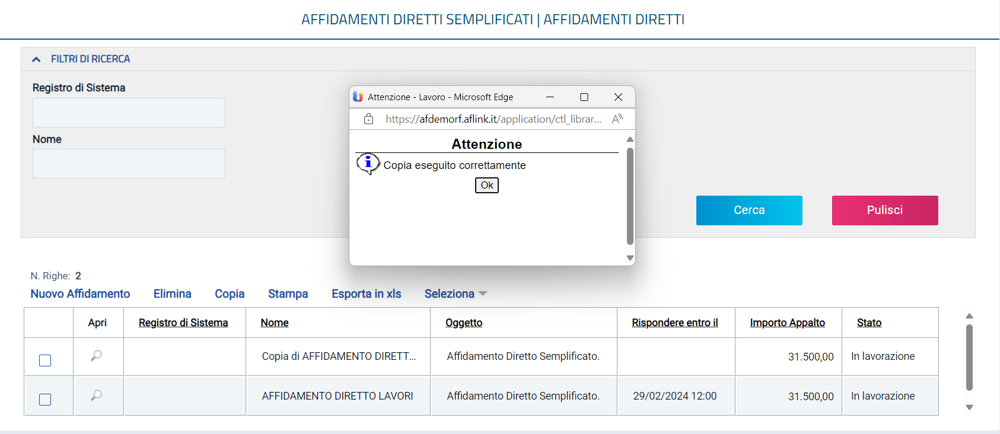 AFFIDAMENTI DIRETTI SEMPLIFICATI | AFFIDAMENTI DIRETTI
FILTRI DI RICERCA
Registro di Sistema
Nome
Attenzione - Lavoro - Microsoft Edge
https://afdemorf.aflink.it/application/ctl_librar...
Attenzione
Copia eseguito correttamente
Ok
Cerca
Pulisci
N. Righe: 2
Nuovo Affidamento Elimina Copia Stampa Esporta in xls Seleziona
Apri Registro di Sistema Nome Oggetto Rispondere entro il Importo Appalto Stato
Copia di AFFIDAMENTO DIRETT... Affidamento Diretto Semplificato. 31.500,00 In lavorazione
AFFIDAMENTO DIRETTO LAVORI Affidamento Diretto Semplificato. 29/02/2024 12:00 31.500,00 In lavorazione